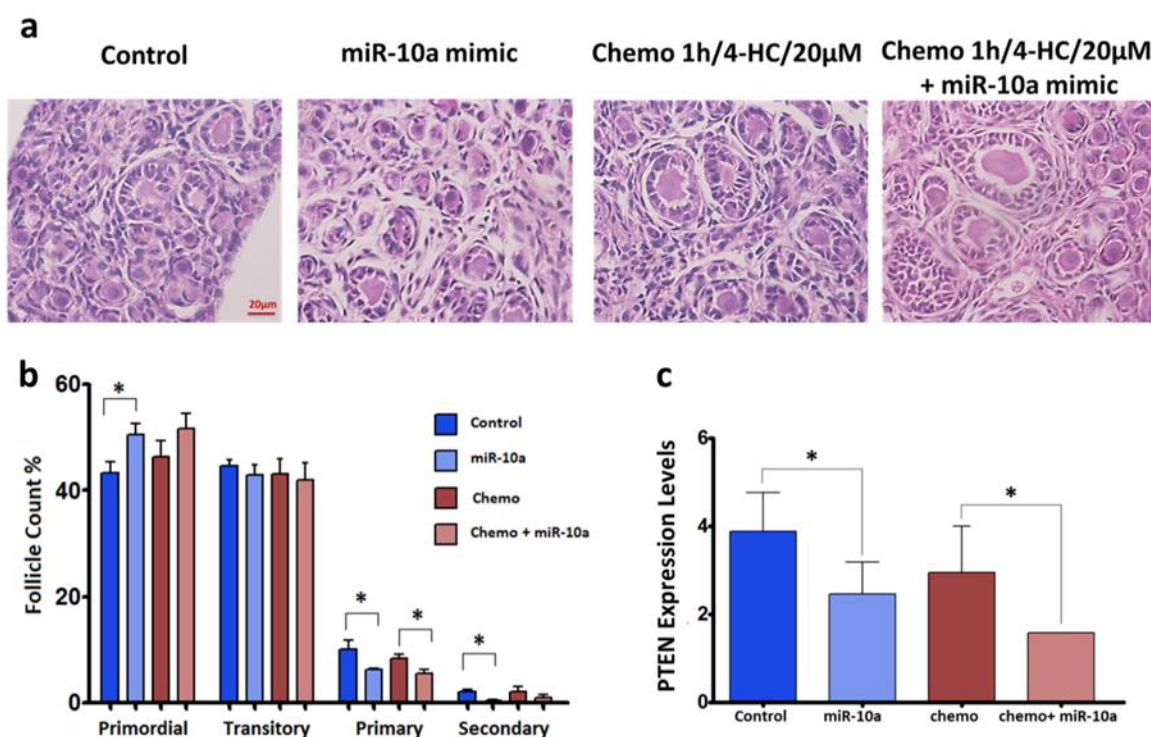 a
Control
miR-10a mimic
Chemo 1h/4-HC/20µM
Chemo 1h/4-HC/20µM
+ miR-10a mimic
20µm
b
Follicle Count %
60
40
20
0
*
*
*
*
Control
miR-10a
Chemo
Chemo + miR-10a
Primordial
Transitory
Primary
Secondary
c
PTEN Expression Levels
6
4
2
0
*
*
Control
miR-10a
chemo
chemo+ miR-10a